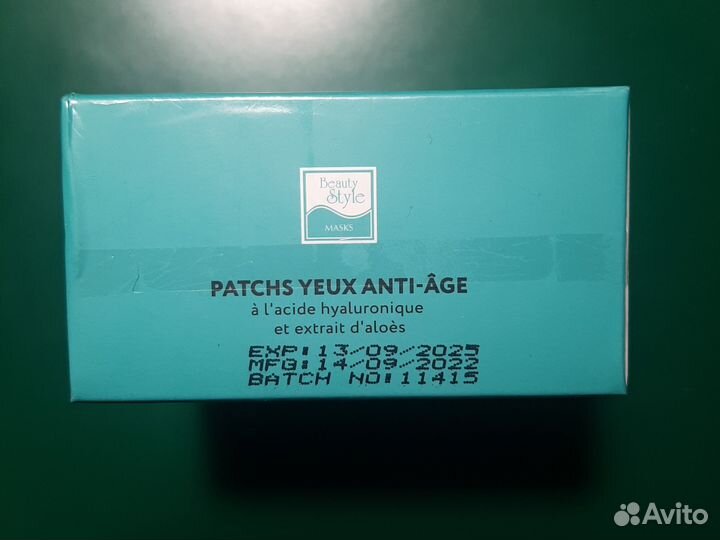 Beauty
Style
MASKS
PATCHS YEUX ANTI-ÂGE
à l'acide hyaluronique
et extrait d'aloès
EXP:13/09/2025
MFG:14/09/2022
BATCH NO:11415
Avito